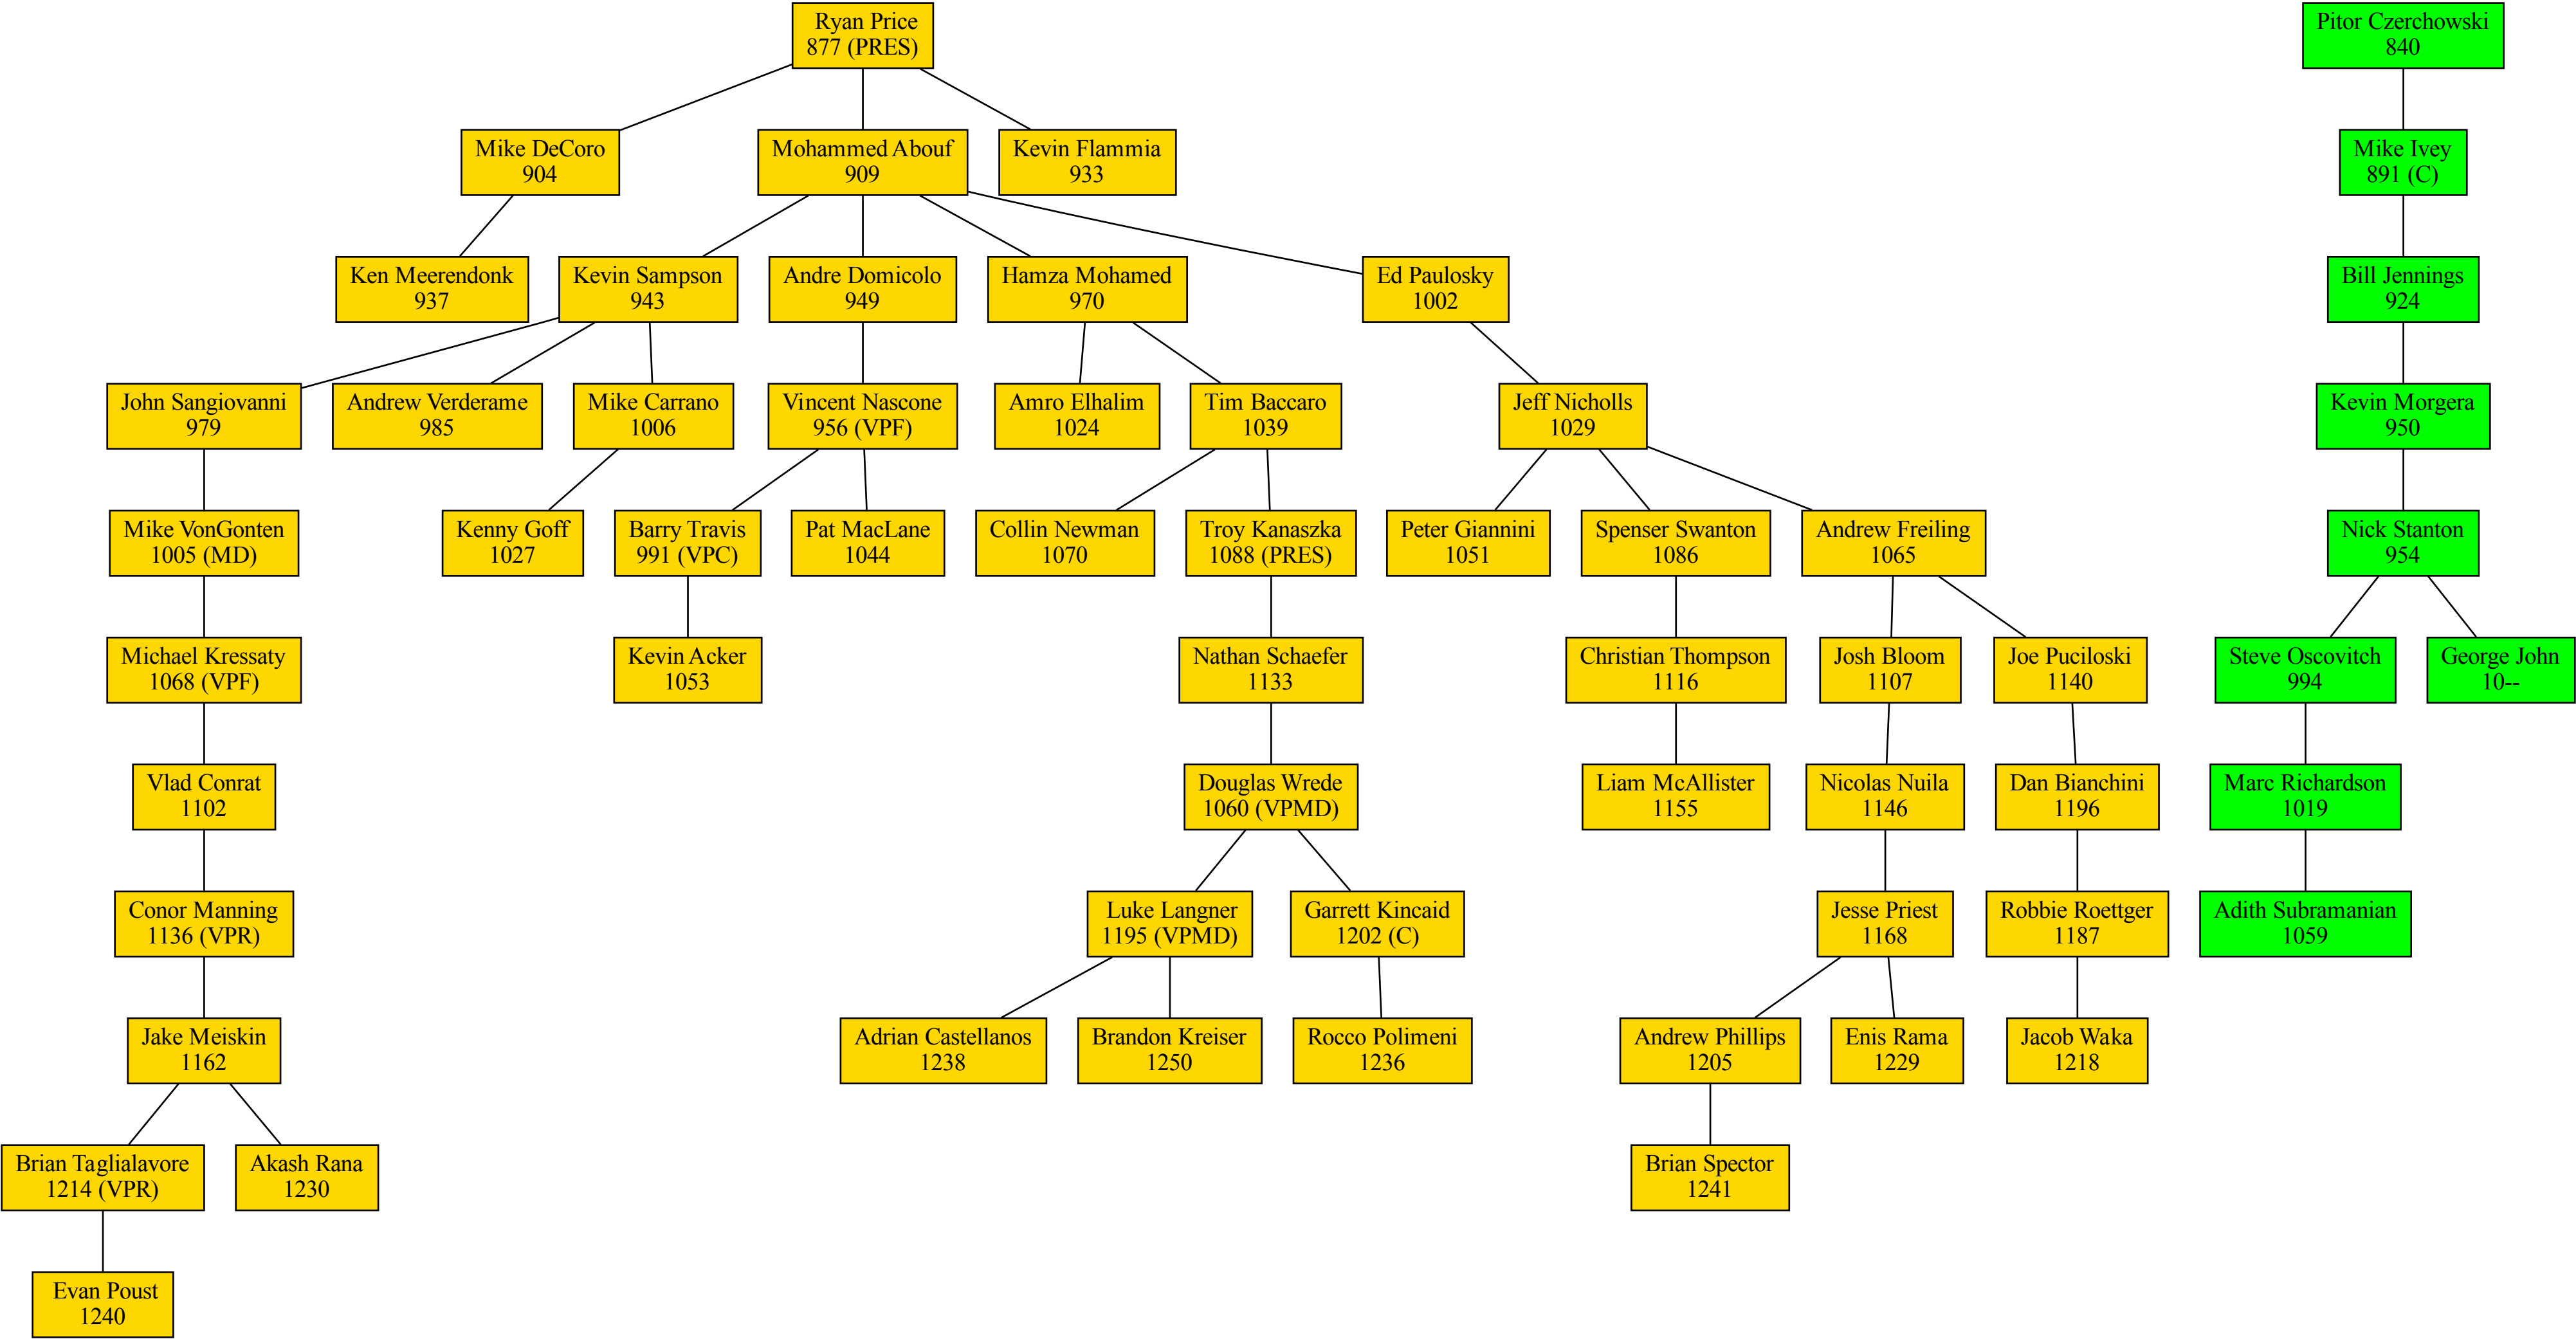 Ryan Price
877 (PRES)
Pitor Czerchowski
840
Mike DeCoro
904
Mohammed Abouf
909
Kevin Flammia
933
Mike Ivey
891 (C)
Ken Meerendonk
937
Kevin Sampson
943
Andre Domicolo
949
Hamza Mohamed
970
Ed Paulosky
1002
Bill Jennings
924
John Sangiovanni
979
Andrew Verderame
985
Mike Carrano
1006
Vincent Nascone
956 (VPF)
Amro Elhalim
1024
Tim Baccaro
1039
Jeff Nicholls
1029
Kevin Morgera
950
Mike VonGonten
1005 (MD)
Kenny Goff
1027
Barry Travis
991 (VPC)
Pat MacLane
1044
Collin Newman
1070
Troy Kanaszka
1088 (PRES)
Peter Giannini
1051
Spenser Swanton
1086
Andrew Freiling
1065
Nick Stanton
954
Michael Kressaty
1068 (VPF)
Kevin Acker
1053
Nathan Schaefer
1133
Christian Thompson
1116
Josh Bloom
1107
Joe Puciloski
1140
Steve Oscovitch
994
George John
10--
Vlad Conrat
1102
Douglas Wrede
1060 (VPMD)
Liam McAllister
1155
Nicolas Nuila
1146
Dan Bianchini
1196
Marc Richardson
1019
Conor Manning
1136 (VPR)
Luke Langner
1195 (VPMD)
Garrett Kincaid
1202 (C)
Jesse Priest
1168
Robbie Roettger
1187
Adith Subramanian
1059
Jake Meiskin
1162
Adrian Castellanos
1238
Brandon Kreiser
1250
Rocco Polimeni
1236
Andrew Phillips
1205
Enis Rama
1229
Jacob Waka
1218
Brian Taglialavore
1214 (VPR)
Akash Rana
1230
Brian Spector
1241
Evan Poust
1240